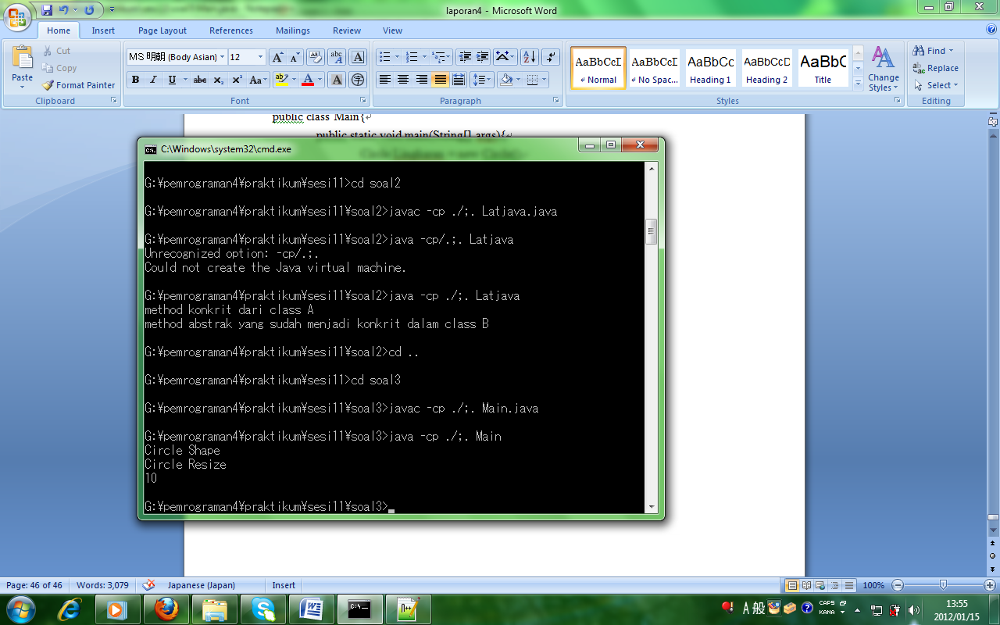 laporan4 - Microsoft Word
Home Insert Page Layout References Mailings Review View
Paste
Cut
Copy
Format Painter
Clipboard
MS 明朝 (Body Asian) 12
Font
Paragraph
AaBbCcD AaBbCcD AaBbCc AaBbCcD AaBbC
Normal No Spac... Heading 1 Heading 2 Title
Change Styles
Styles
Find
Replace
Select
Editing
public class Main{
public static void main(String[] args){
C:\Windows\system32\cmd.exe
G:¥pemrograman4¥praktikum¥sesi11>cd soal2
G:¥pemrograman4¥praktikum¥sesi11¥soal2>javac -cp ./;. Latjava.java
G:¥pemrograman4¥praktikum¥sesi11¥soal2>java -cp/.;. Latjava
Unrecognized option: -cp/.;.
Could not create the Java virtual machine.
G:¥pemrograman4¥praktikum¥sesi11¥soal2>java -cp ./;. Latjava
method konkrit dari class A
method abstrak yang sudah menjadi konkrit dalam class B
G:¥pemrograman4¥praktikum¥sesi11¥soal2>cd ..
G:¥pemrograman4¥praktikum¥sesi11>cd soal3
G:¥pemrograman4¥praktikum¥sesi11¥soal3>javac -cp ./;. Main.java
G:¥pemrograman4¥praktikum¥sesi11¥soal3>java -cp ./;. Main
Circle Shape
Circle Resize
10
G:¥pemrograman4¥praktikum¥sesi11¥soal3>
Page: 46 of 46 Words: 3,079 Japanese (Japan) Insert 100%
A 般 CAPS KANA
13:55
2012/01/15